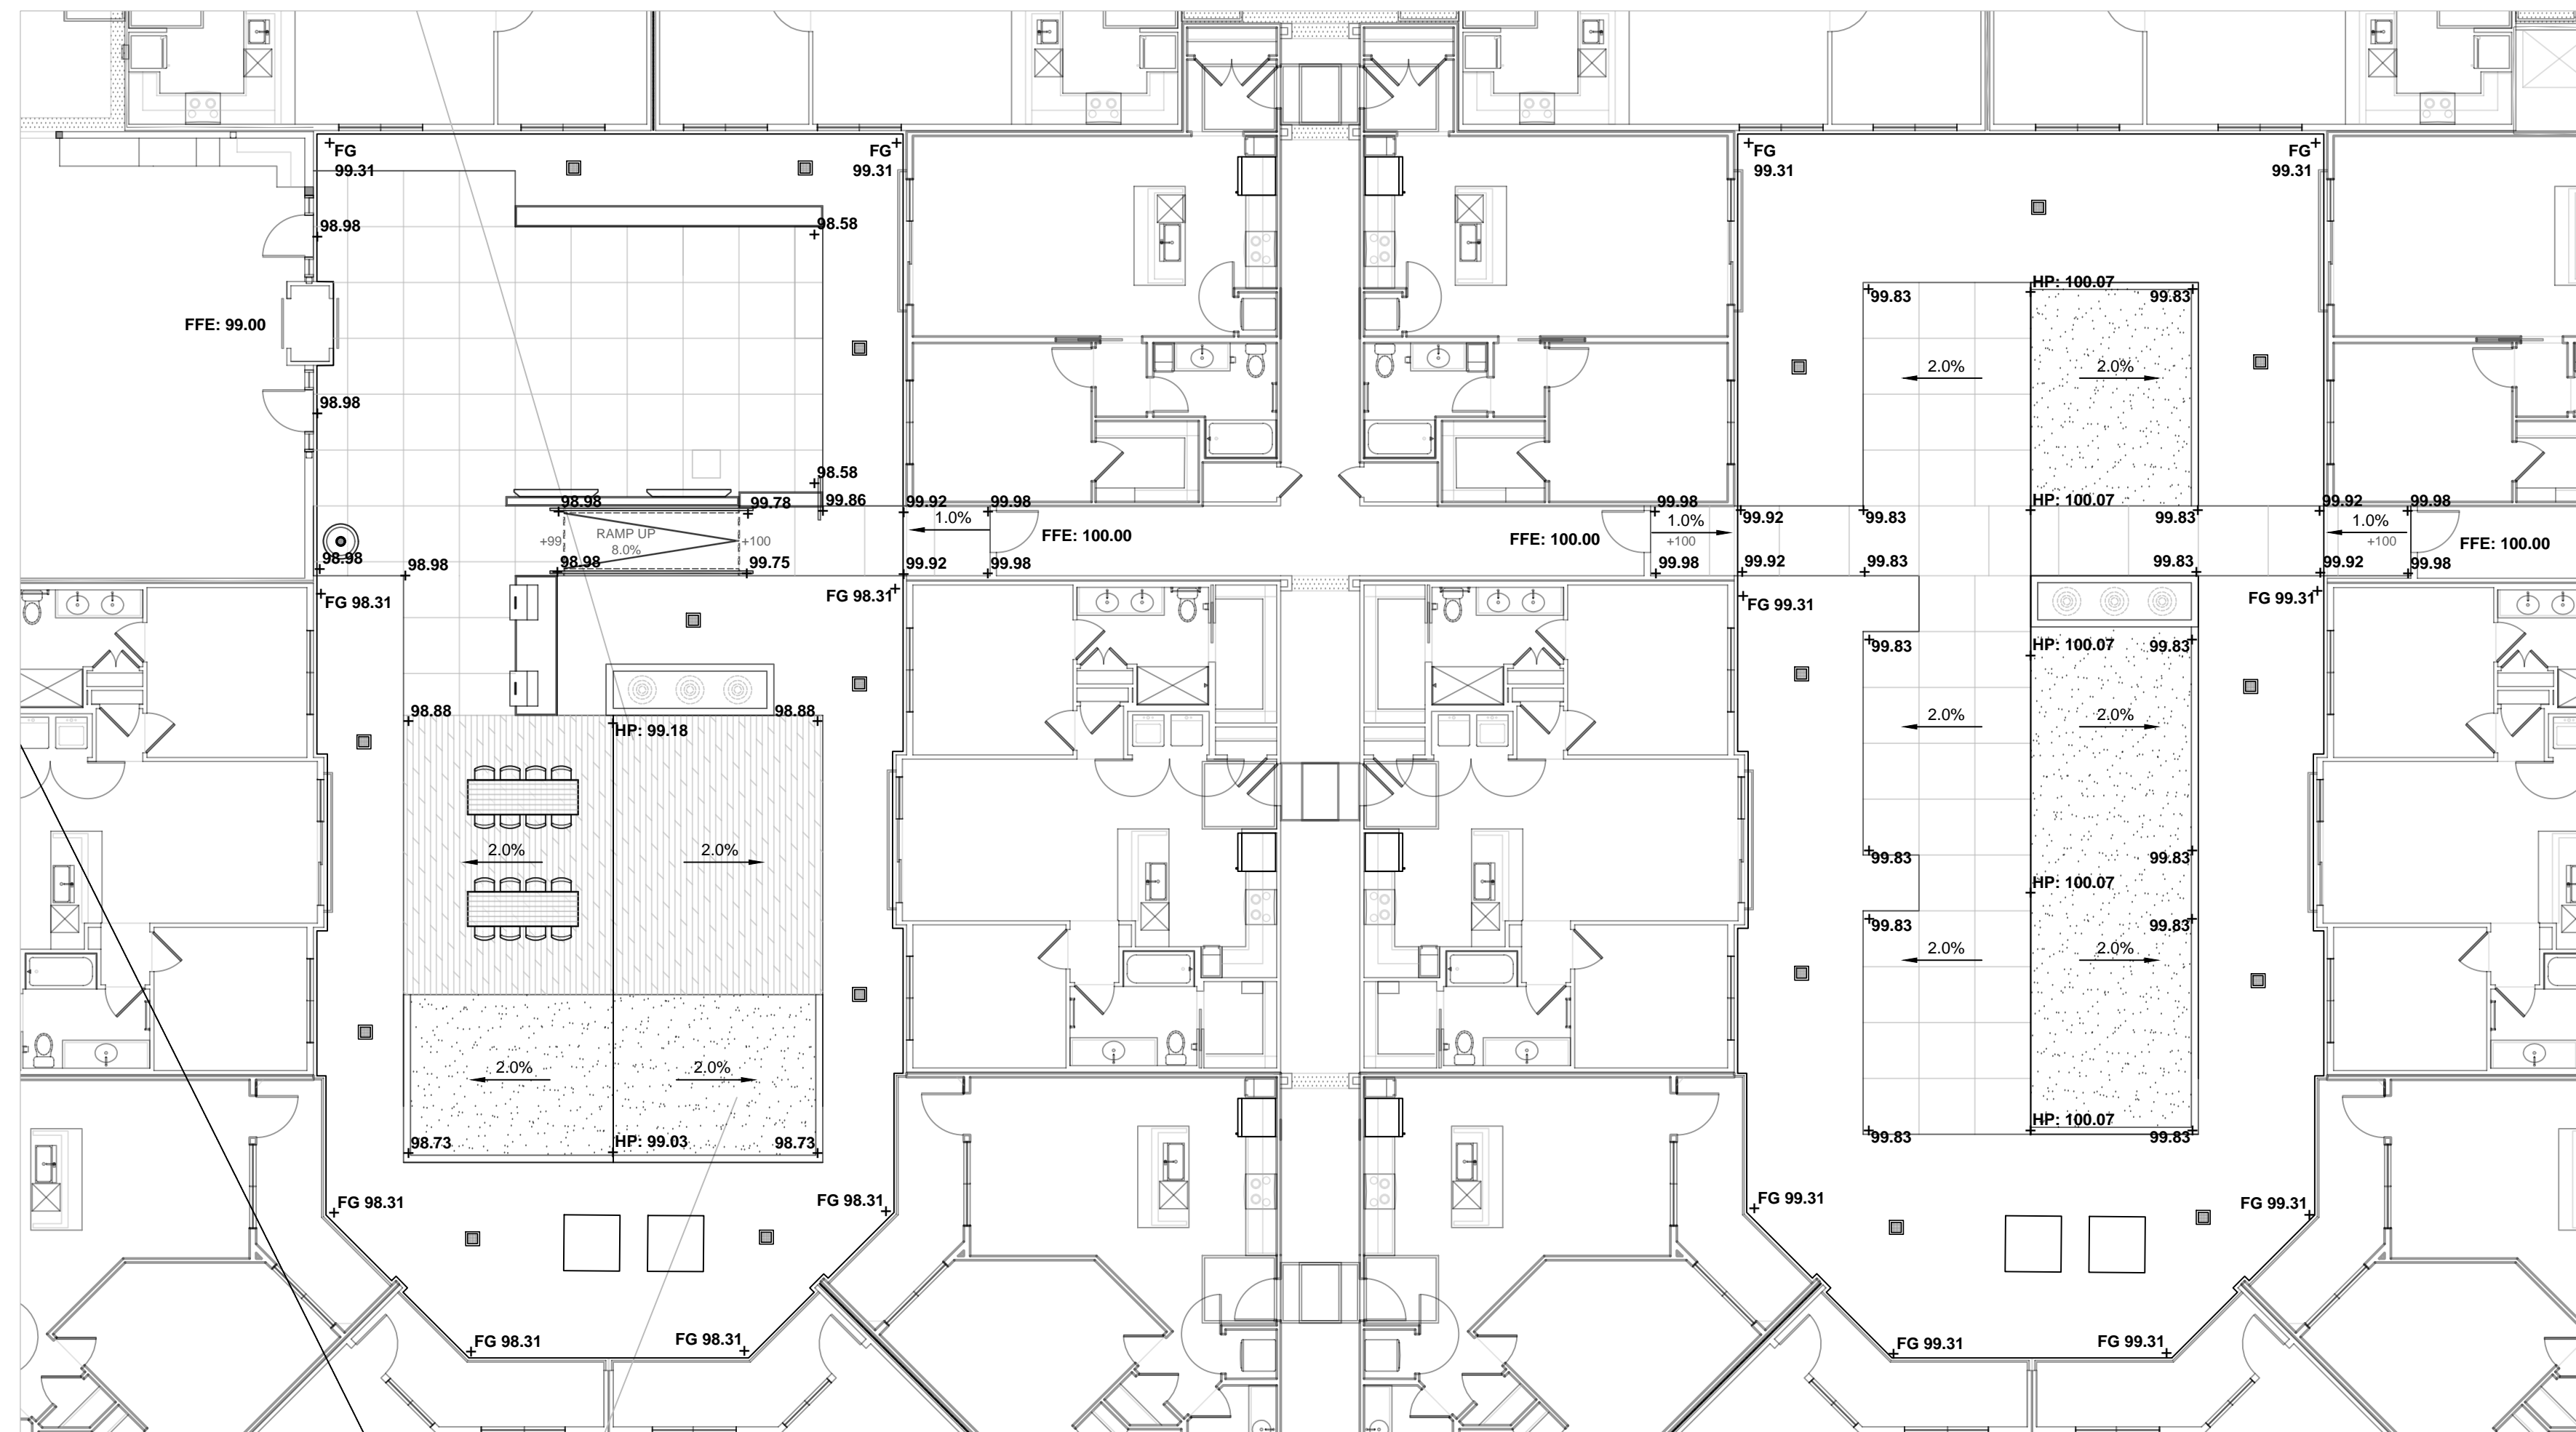 FG
FG
FG
FG
99.31
99.31
99.31
99.31
98.98
98.58
HP: 100.07
99.83
99.83
FFE: 99.00
2.0%
2.0%
98.98
98.58
98.98
99.78
99.86
99.92
99.98
99.98
HP: 100.07
99.92
99.98
1.0%
99.92
99.83
99.83
1.0%
1.0%
RAMP UP
8.0%
+99
+100
FFE: 100.00
FFE: 100.00
+100
+100
FFE: 100.00
98.98
98.98
98.98
99.75
99.92
99.98
99.98
99.92
99.83
99.83
99.92
99.98
FG 98.31
FG 98.31
FG 99.31
FG 99.31
99.83
HP: 100.07
99.83
98.88
98.88
HP: 99.18
2.0%
2.0%
2.0%
2.0%
99.83
99.83
HP: 100.07
99.83
99.83
2.0%
2.0%
2.0%
2.0%
98.73
HP: 99.03
98.73
HP: 100.07
99.83
99.83
FG 98.31
FG 98.31
FG 99.31
FG 99.31
FG 98.31
FG 98.31
FG 99.31
FG 99.31